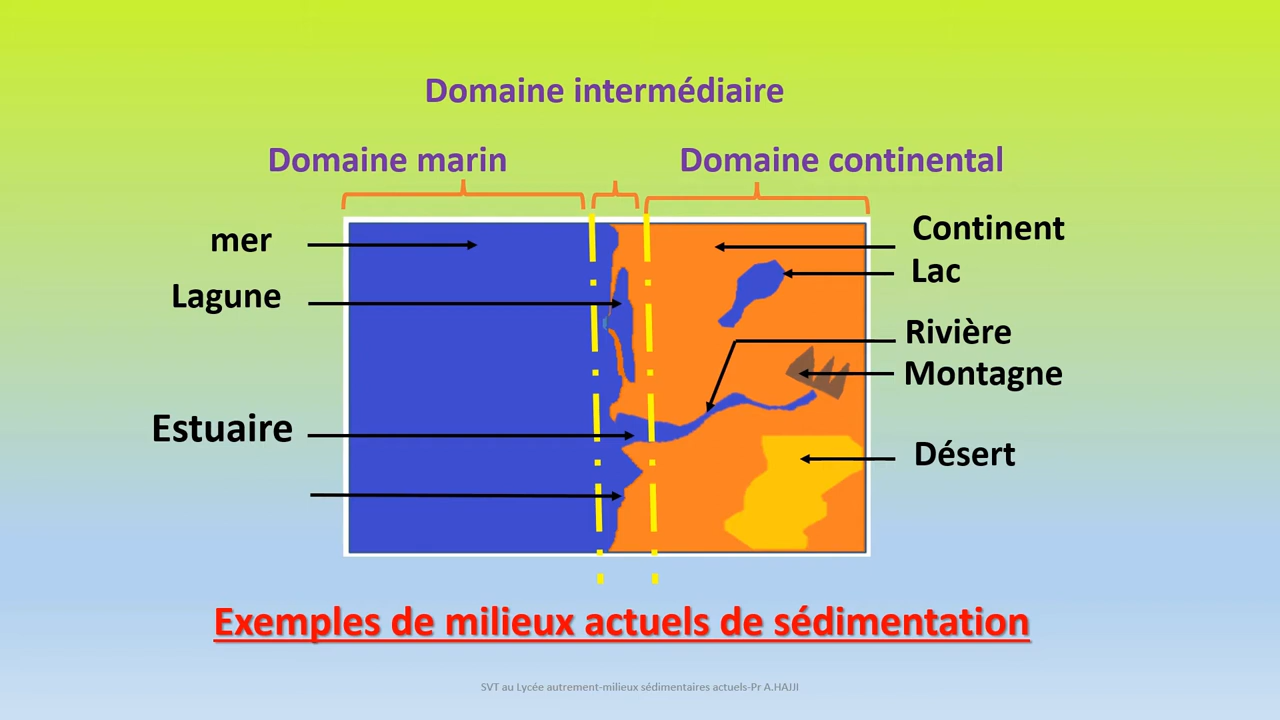 Domaine intermédiaire
Domaine marin
Domaine continental
mer
Lagune
Estuaire
Continent
Lac
Rivière
Montagne
Désert
Exemples de milieux actuels de sédimentation
SVT au Lycée autrement-milieux sédimentaires actuels-Pr A.HAJJI